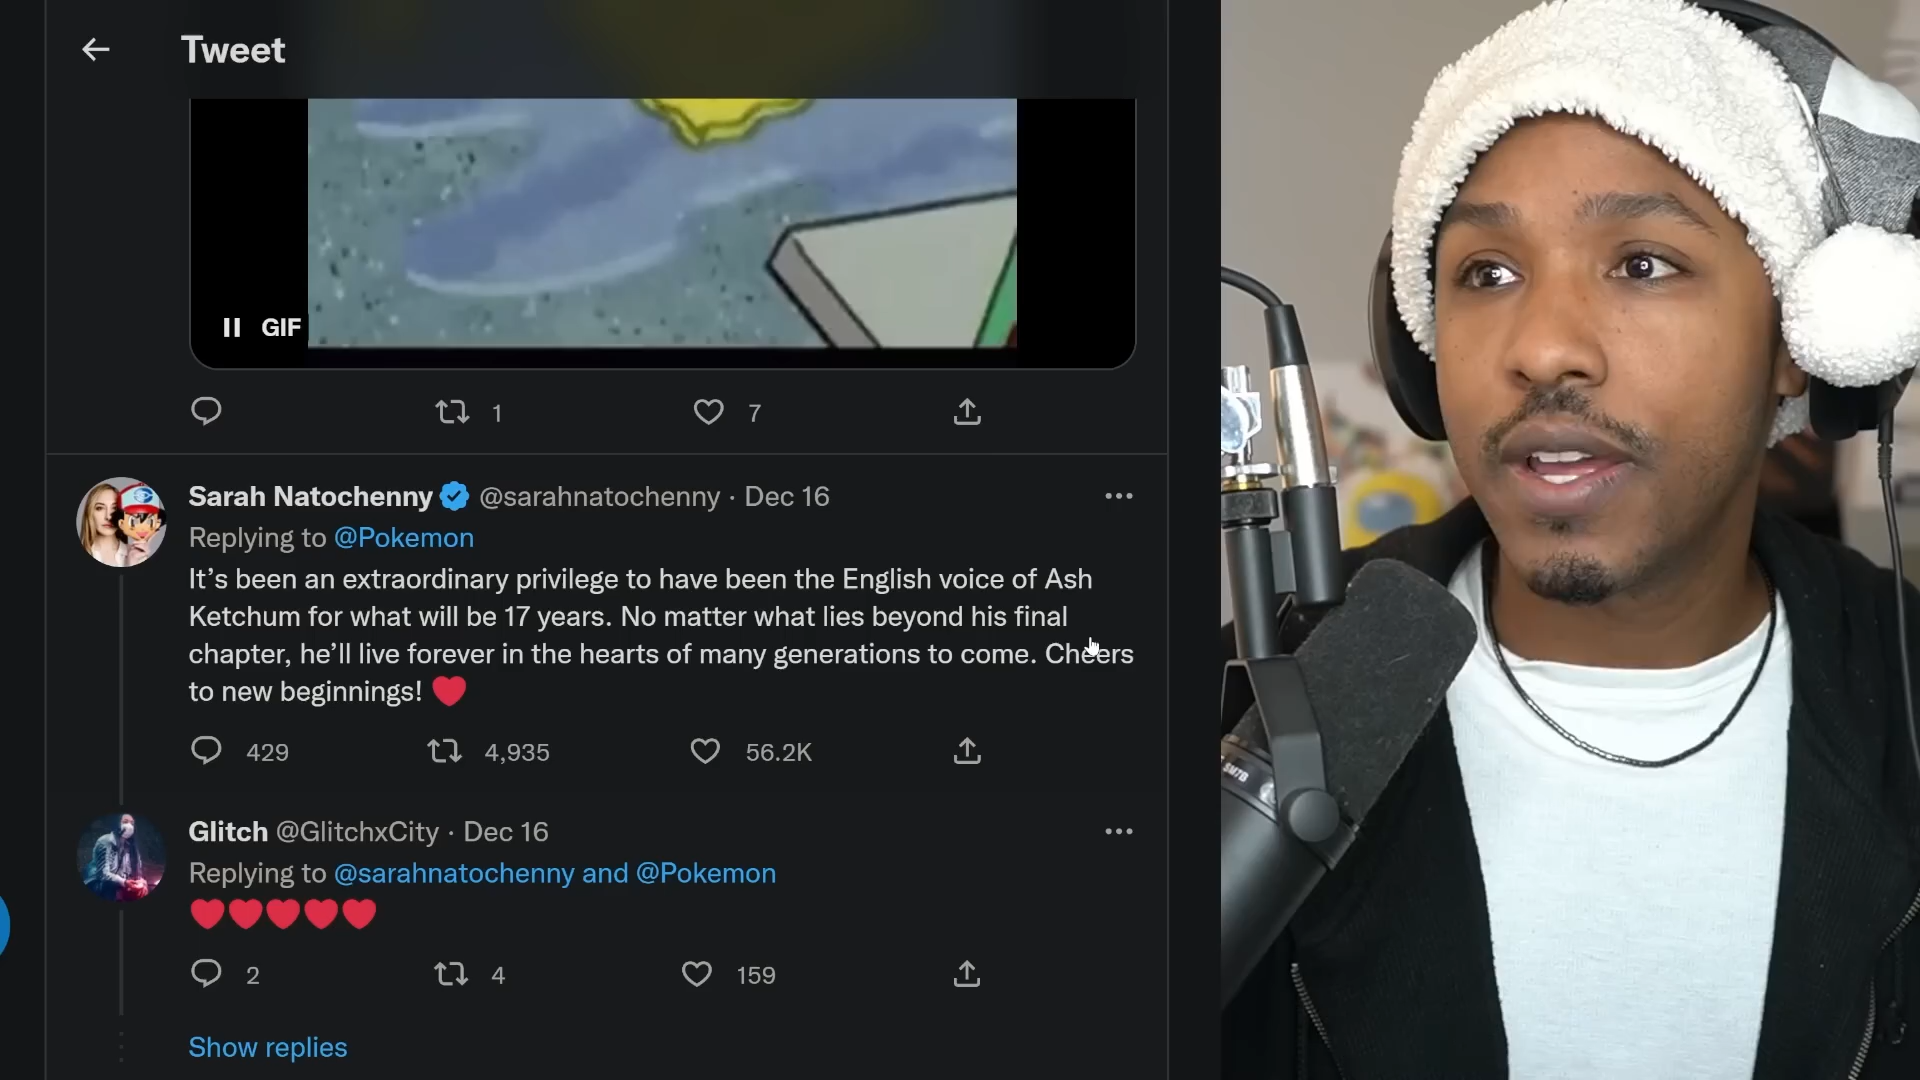 Tweet
GIF
1
7
Sarah Natochenny @sarahnatochenny · Dec 16
Replying to @Pokemon
It's been an extraordinary privilege to have been the English voice of Ash
Ketchum for what will be 17 years. No matter what lies beyond his final
chapter, he'll live forever in the hearts of many generations to come. Cheers
to new beginnings! ❤️
429
4,935
56.2K
Glitch @GlitchxCity · Dec 16
Replying to @sarahnatochenny and @Pokemon
❤️❤️❤️❤️❤️
2
4
159
Show replies
SM7B